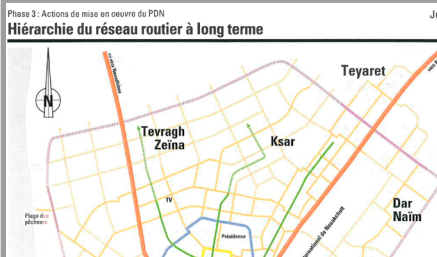 Phase 3 : Actions de mise en oeuvre du PDN
Ju
Hiérarchie du réseau routier à long terme
Teyaret
N
Tevragh
Zeïna
Ksar
TV
Dar
Naïm
Plage des
pêcheurs
Présidence